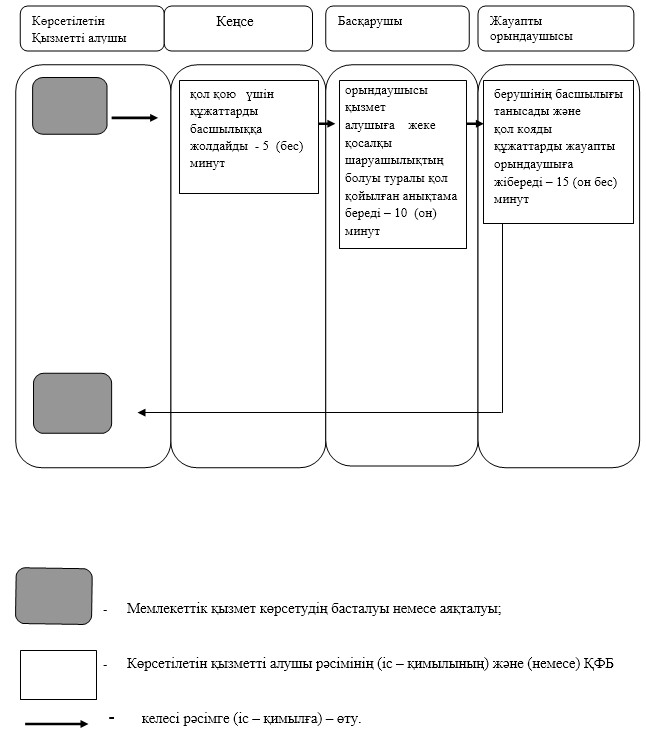 Көрсетілетін
Қызметті алушы
Кеңсе
Басқарушы
Жауапты
орындаушысы
қол қою үшін
құжаттарды
басшылыққа
жолдайды - 5 (бес)
минут
орындаушысы
қызмет
алушыға жеке
қосалқы
шаруашылықтың
болуы туралы қол
қойылған анықтама
береді – 10 (он)
минут
берушінің басшылығы
танысады және
қол кояды
құжаттарды жауапты
орындаушыға
жібереді – 15 (он бес)
минут
- Мемлекеттік қызмет көрсетудің басталуы немесе аяқталуы;
- Көрсетілетін қызметті алушы рәсімінің (іс – қимылының) және (немесе) ҚФБ
- келесі рәсімге (іс – қимылға) – өту.